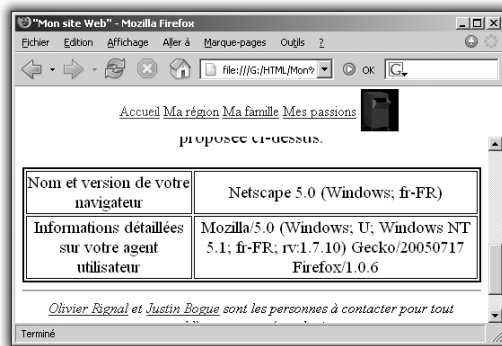 "Mon site Web" - Mozilla Firefox
Fichier Edition Affichage Aller à Marque-pages Outils ?
file:///G:/HTML/Mon% OK G
Accueil Ma région Ma famille Mes passions
proposée ci-dessus.
Nom et version de votre
navigateur
Netscape 5.0 (Windows; fr-FR)
Informations détaillées
sur votre agent
utilisateur
Mozilla/5.0 (Windows; U; Windows NT
5.1; fr-FR; rv:1.7.10) Gecko/20050717
Firefox/1.0.6
Olivier Rignal et Justin Bogue sont les personnes à contacter pour tout
Terminé